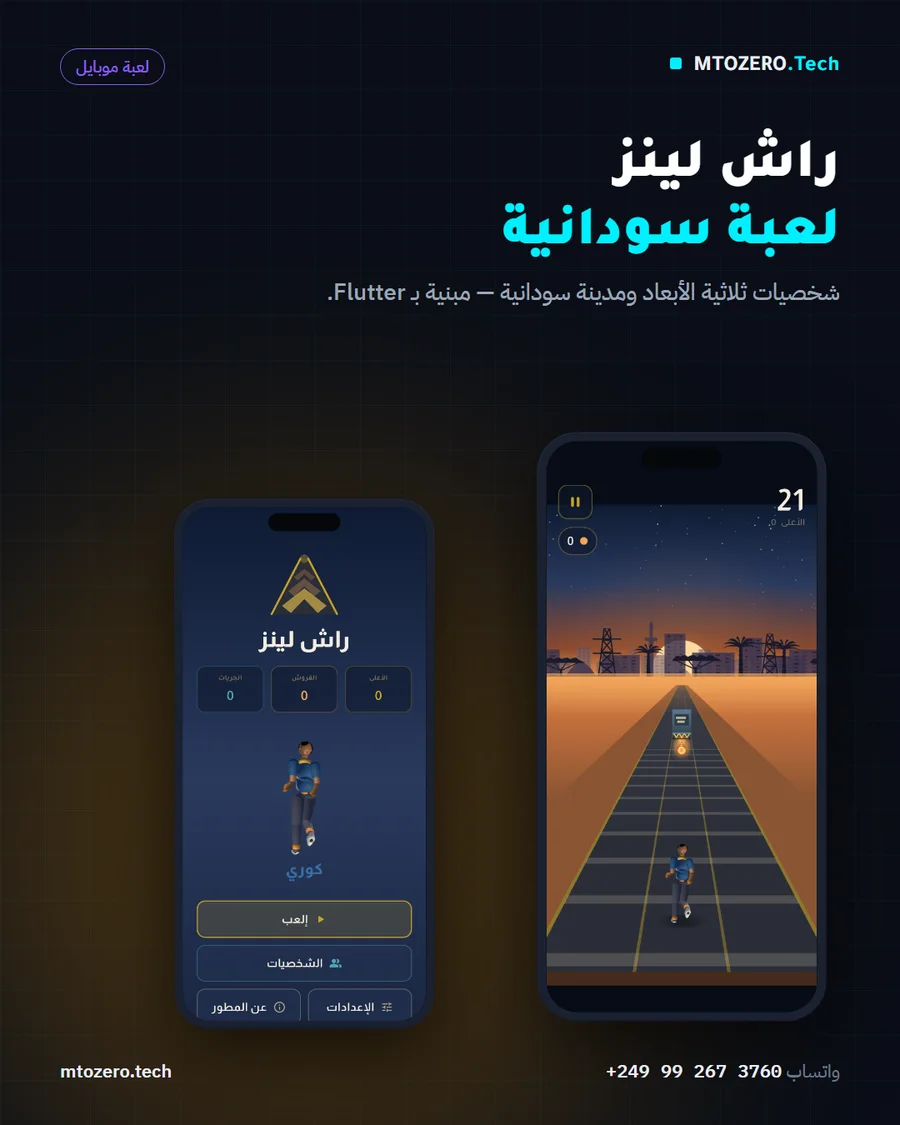 MTOZERO.Tech
لعبة موبايل
راش لينز
لعبة سودانية
شخصيات ثلاثية الأبعاد ومدينة سودانية — مبنية بـ Flutter.
21
الأعلى 0
0
راش لينز
الأعلى
القروش
الجريات
0
0
0
كوري
إلعب
الشخصيات
الإعدادات
عن المطور
واتساب +249 99 267 3760
mtozero.tech